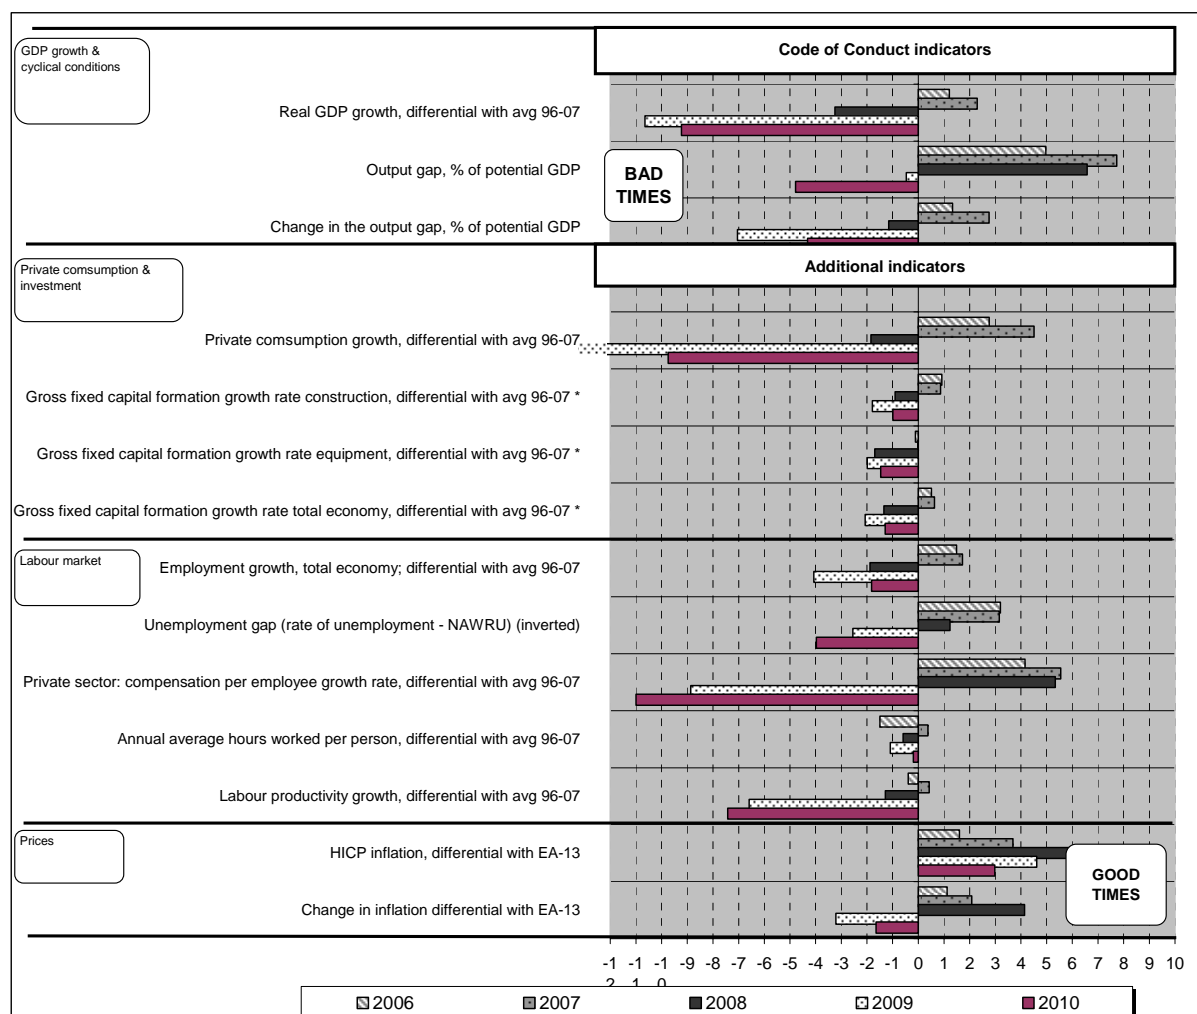 GDP growth &
cyclical conditions
Code of Conduct indicators
Real GDP growth, differential with avg 96-07
Output gap, % of potential GDP
BAD
TIMES
Change in the output gap, % of potential GDP
Private comsumption &
investment
Additional indicators
Private comsumption growth, differential with avg 96-07
Gross fixed capital formation growth rate construction, differential with avg 96-07 *
Gross fixed capital formation growth rate equipment, differential with avg 96-07 *
Gross fixed capital formation growth rate total economy, differential with avg 96-07 *
Labour market
Employment growth, total economy; differential with avg 96-07
Unemployment gap (rate of unemployment - NAWRU) (inverted)
Private sector: compensation per employee growth rate, differential with avg 96-07
Annual average hours worked per person, differential with avg 96-07
Labour productivity growth, differential with avg 96-07
Prices
HICP inflation, differential with EA-13
GOOD
TIMES
Change in inflation differential with EA-13
-1 -1 -1 -9 -8 -7 -6 -5 -4 -3 -2 -1 0 1 2 3 4 5 6 7 8 9 10
2 1 0
2006 2007 2008 2009 2010